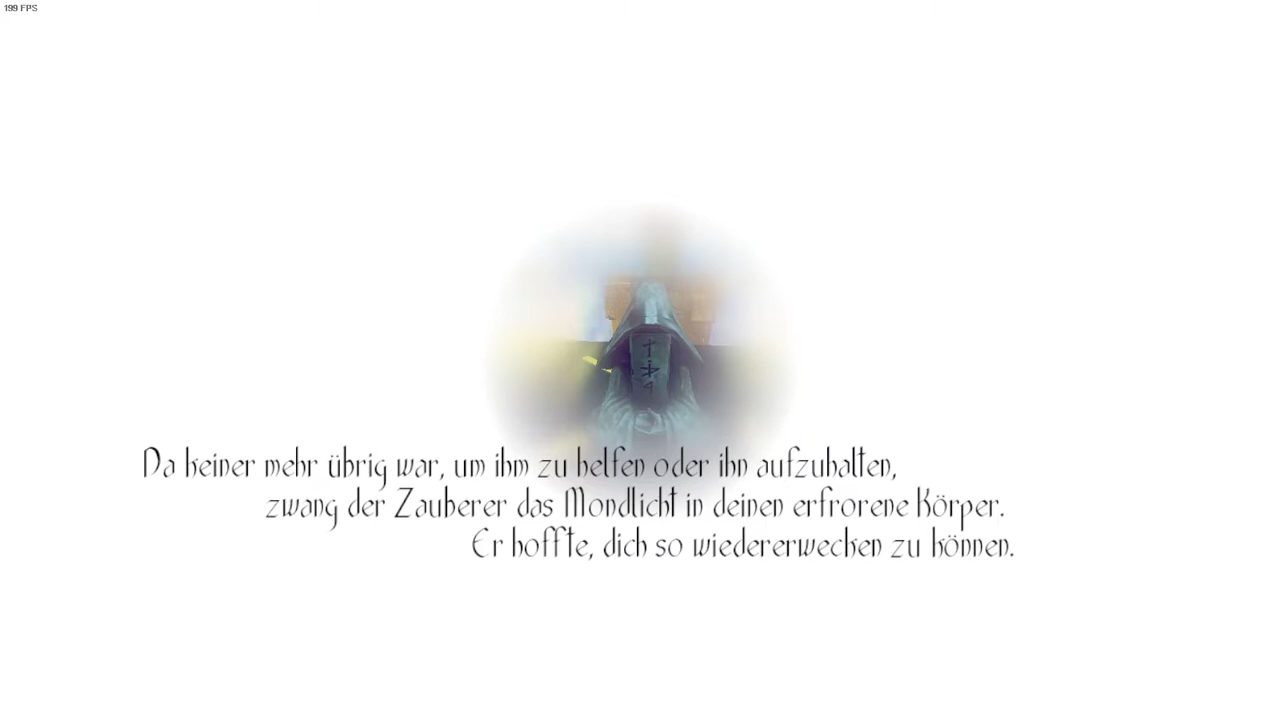 199 FPS
Da keiner mehr übrig war, um ihm zu helfen oder ihn aufzuhalten,
zwang der Zauberer das Mondlicht in deinen erfrorene Körper.
Er hoffte, dich so wiedererwecken zu können.